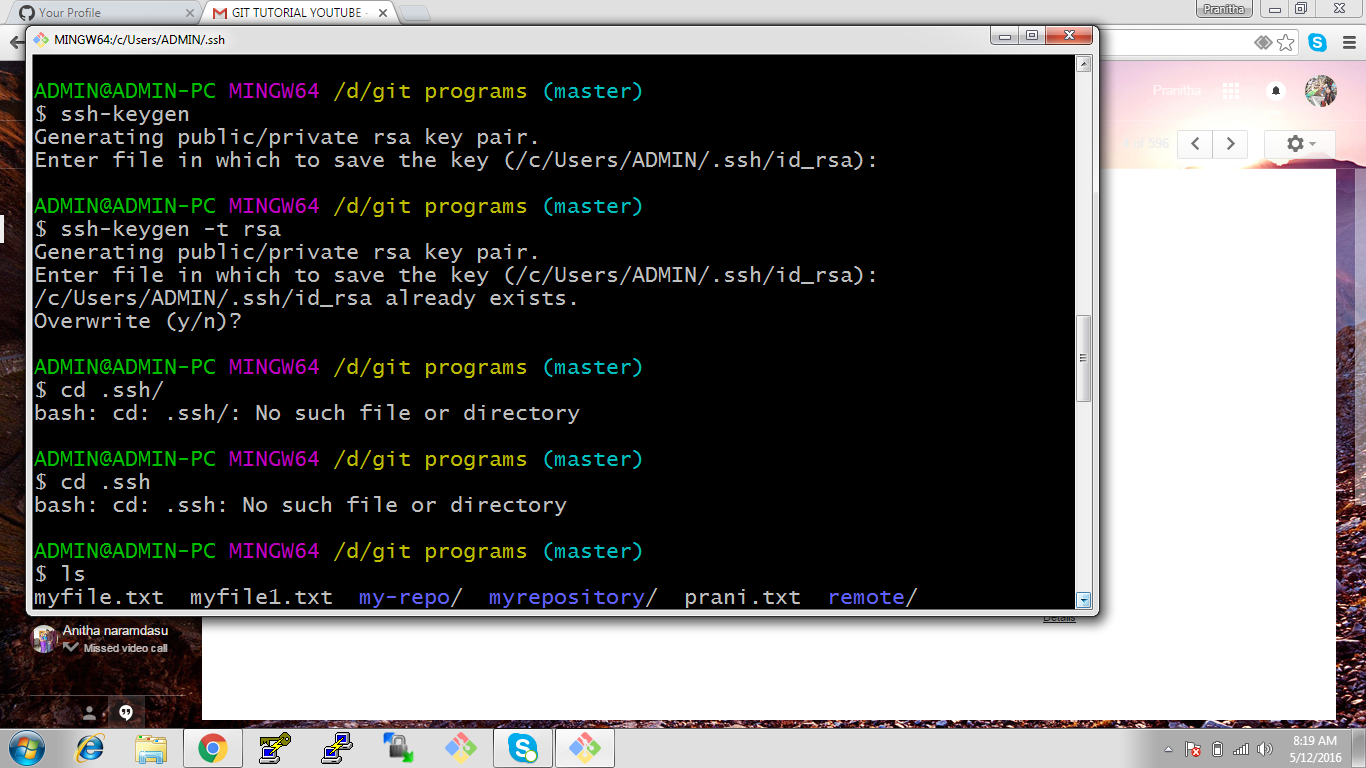 Your Profile
GIT TUTORIAL YOUTUBE -
Pranitha
MINGW64:/c/Users/ADMIN/.ssh
ADMIN@ADMIN-PC MINGW64 /d/git programs (master)
$ ssh-keygen
Generating public/private rsa key pair.
Enter file in which to save the key (/c/Users/ADMIN/.ssh/id_rsa):
ADMIN@ADMIN-PC MINGW64 /d/git programs (master)
$ ssh-keygen -t rsa
Generating public/private rsa key pair.
Enter file in which to save the key (/c/Users/ADMIN/.ssh/id_rsa):
/c/Users/ADMIN/.ssh/id_rsa already exists.
Overwrite (y/n)?
ADMIN@ADMIN-PC MINGW64 /d/git programs (master)
$ cd .ssh/
bash: cd: .ssh/: No such file or directory
ADMIN@ADMIN-PC MINGW64 /d/git programs (master)
$ cd .ssh
bash: cd: .ssh: No such file or directory
ADMIN@ADMIN-PC MINGW64 /d/git programs (master)
$ ls
myfile.txt myfile1.txt my-repo/ myrepository/ prani.txt remote/
Pranitha
of 596
Details
Anitha naramdasu
Missed video call
8:19 AM
5/12/2016